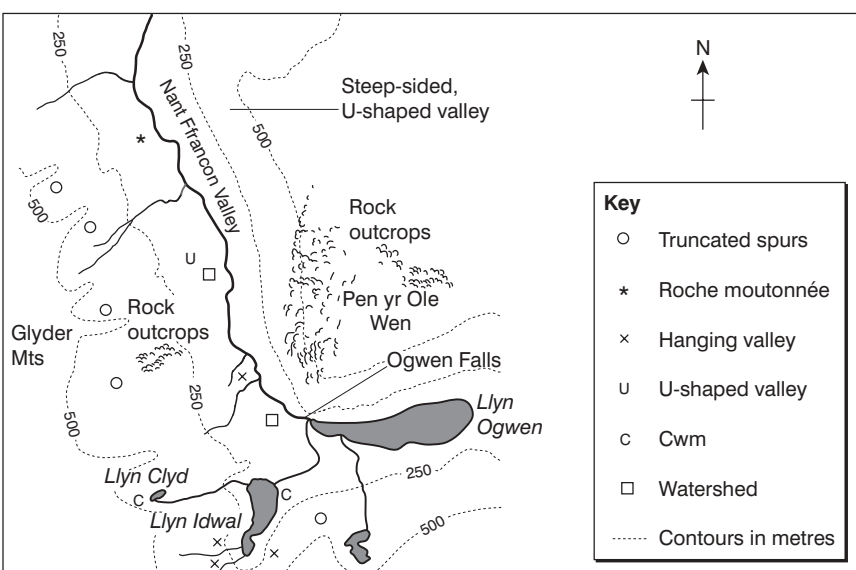 250
250
N
Steep-sided,
U-shaped valley
Nant Ffrancon Valley
500
*
500
Rock
outcrops
Key
Truncated spurs
* Roche moutonnée
× Hanging valley
U U-shaped valley
C Cwm
Watershed
Contours in metres
U
Glyder
Mts
Rock
outcrops
Pen yr Ole
Wen
Ogwen Falls
×
250
500
Llyn
Ogwen
Llyn Clyd
C
Llyn Idwal
C
250
500
×
×
×